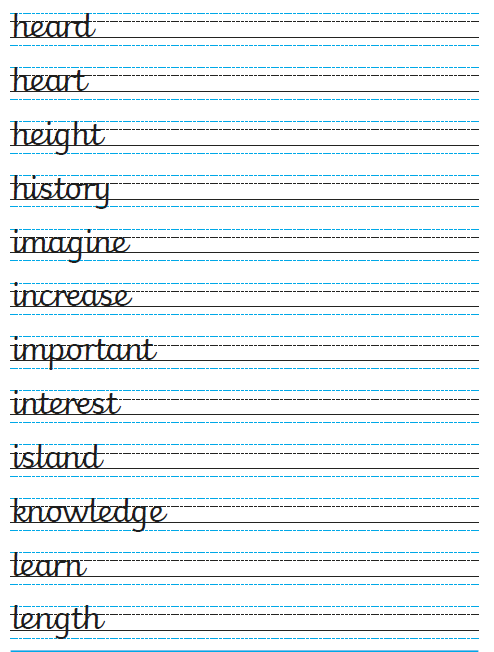 heard
heart
height
history
imagine
increase
important
interest
island
knowledge
learn
length